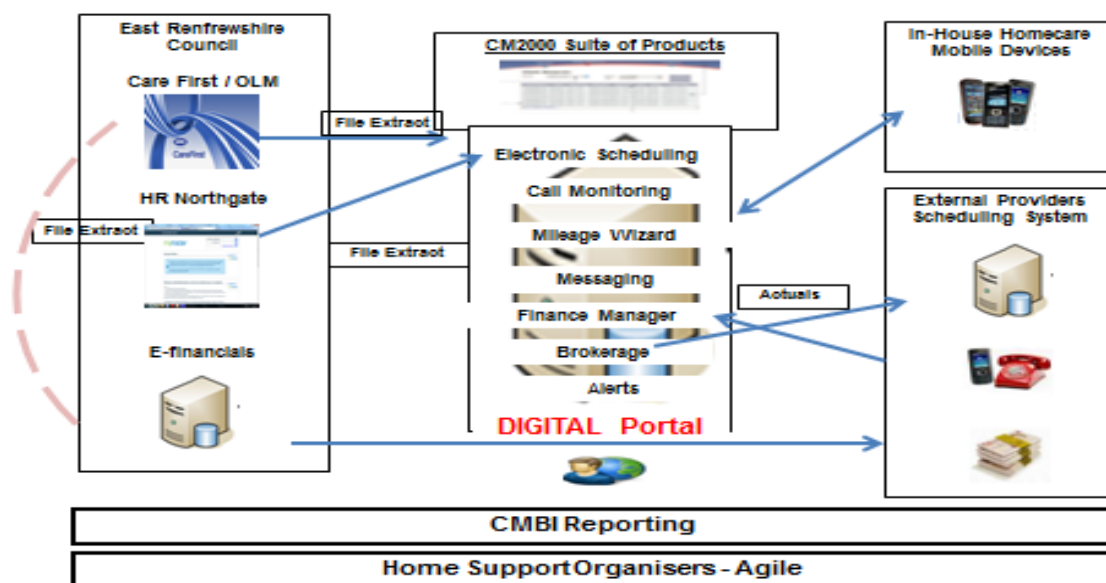 East Renfrewshire
Council
Care First / OLM
CareFirst
HR Northgate
E-financials
File Extract
File Extract
File Extract
CM2000 Suite of Products
Electronic Scheduling
Call Monitoring
Mileage Wizard
Messaging
Finance Manager
Brokerage
Alerts
DIGITAL Portal
Actuals
In-House Homecare
Mobile Devices
External Providers
Scheduling System
CMBI Reporting
Home Support Organisers - Agile